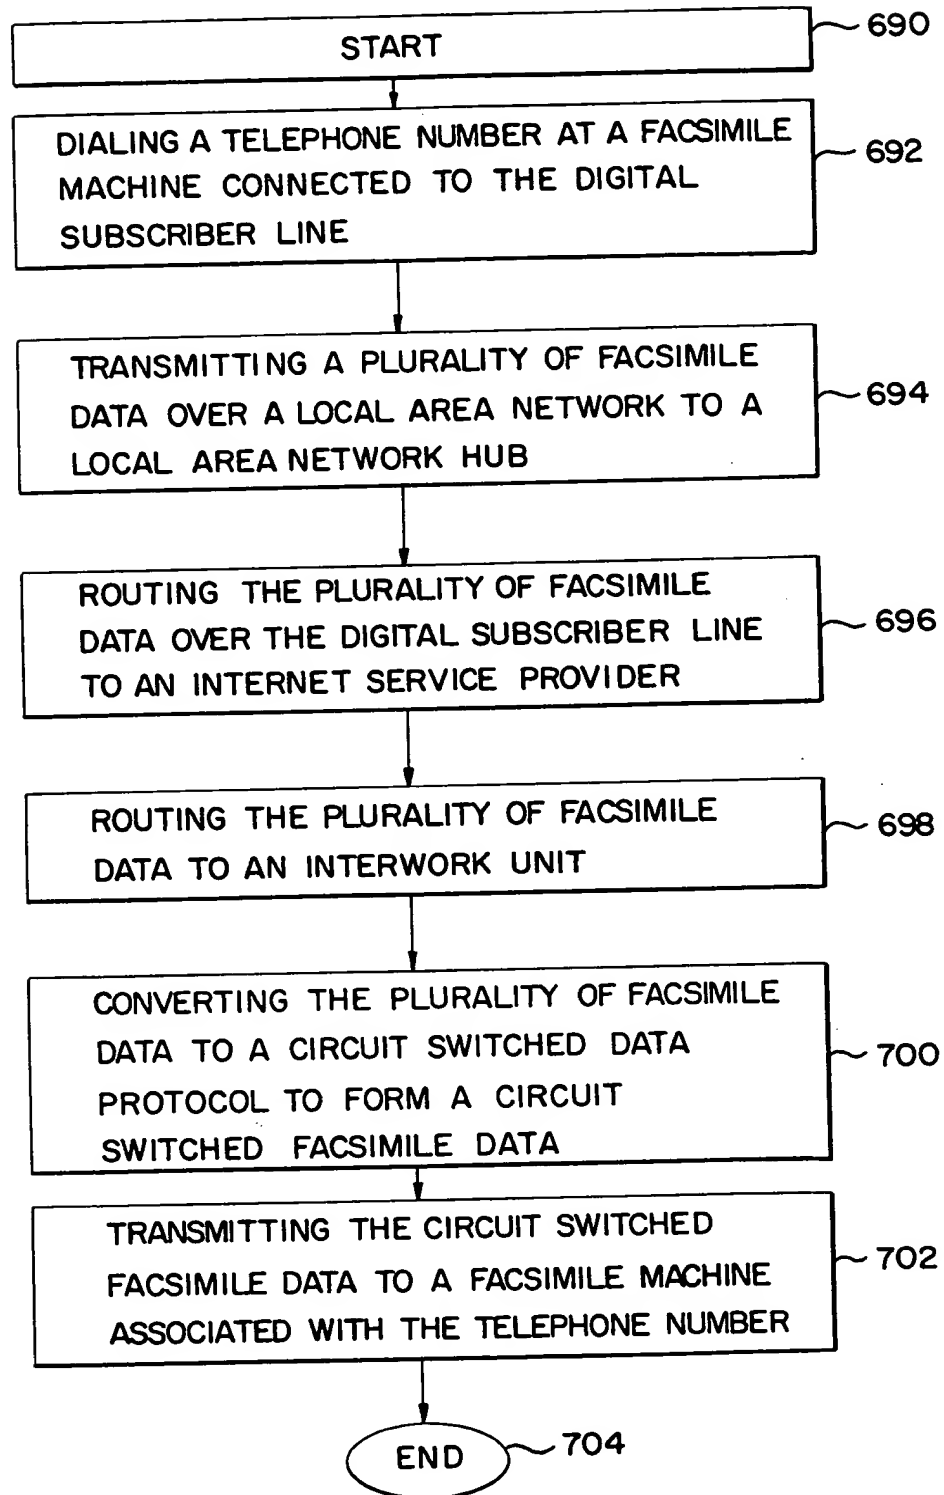 START
690
DIALING A TELEPHONE NUMBER AT A FACSIMILE
MACHINE CONNECTED TO THE DIGITAL
SUBSCRIBER LINE
692
TRANSMITTING A PLURALITY OF FACSIMILE
DATA OVER A LOCAL AREA NETWORK TO A
LOCAL AREA NETWORK HUB
694
ROUTING THE PLURALITY OF FACSIMILE
DATA OVER THE DIGITAL SUBSCRIBER LINE
TO AN INTERNET SERVICE PROVIDER
696
ROUTING THE PLURALITY OF FACSIMILE
DATA TO AN INTERWORK UNIT
698
CONVERTING THE PLURALITY OF FACSIMILE
DATA TO A CIRCUIT SWITCHED DATA
PROTOCOL TO FORM A CIRCUIT
SWITCHED FACSIMILE DATA
700
TRANSMITTING THE CIRCUIT SWITCHED
FACSIMILE DATA TO A FACSIMILE MACHINE
ASSOCIATED WITH THE TELEPHONE NUMBER
702
END
704